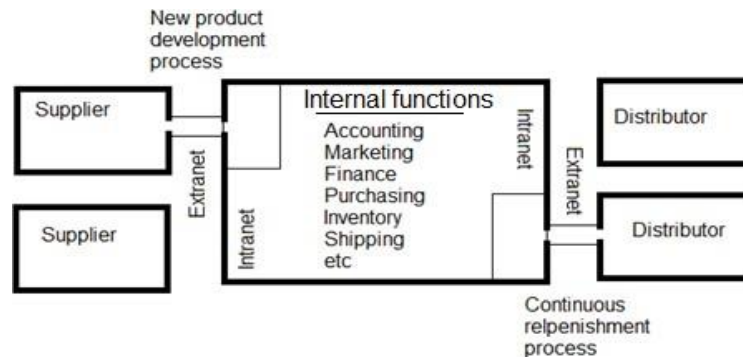 New product
development
process
Supplier
Extranet
Supplier
Intranet
Internal functions
Accounting
Marketing
Finance
Purchasing
Inventory
Shipping
etc
Intranet
Extranet
Distributor
Distributor
Continuous
relpenishment
process